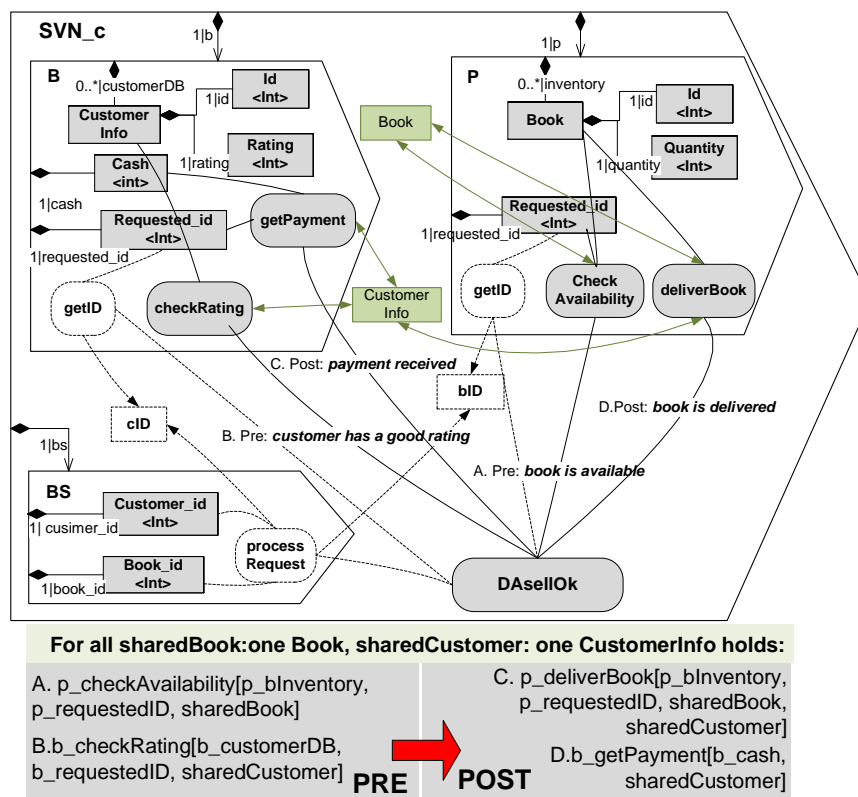 SVN_c
1|b
1|p
B
0..*|customerDB
Id
<Int>
1|id
Customer
Info
Rating
<Int>
1|rating
Cash
<int>
1|cash
Requested_id
<Int>
1|requested_id
getPayment
getID
checkRating
P
0..*|inventory
Id
<Int>
1|id
Book
Quantity
<Int>
1|quantity
Requested_id
<Int>
1|requested_id
getID
Check
Availability
deliverBook
Book
Customer
Info
C. Post: payment received
bID
cID
D.Post: book is delivered
B. Pre: customer has a good rating
A. Pre: book is available
1|bs
BS
Customer_id
<Int>
1| cusimer_id
process
Request
Book_id
<Int>
1|book_id
DAsellOk
For all sharedBook:one Book, sharedCustomer: one CustomerInfo holds:
A. p_checkAvailability[p_bInventory,
p_requestedID, sharedBook]
B.b_checkRating[b_customerDB,
b_requestedID, sharedCustomer]
PRE
C. p_deliverBook[p_bInventory,
p_requestedID, sharedBook,
sharedCustomer]
D.b_getPayment[b_cash,
sharedCustomer]
POST